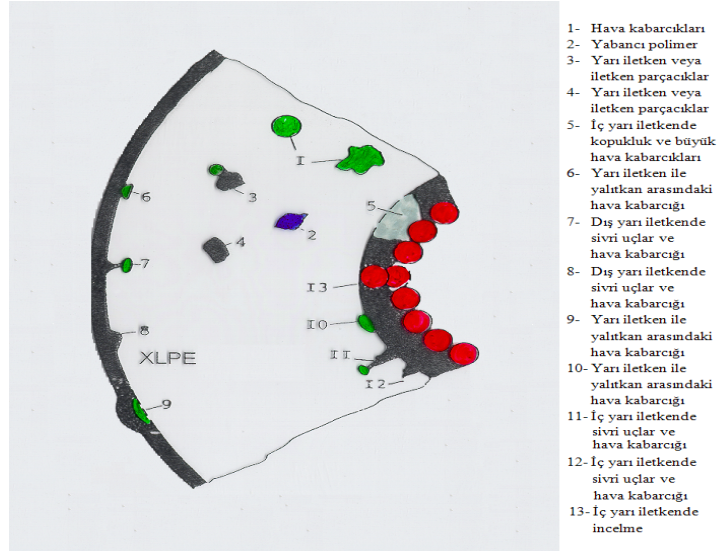 1- Hava kabarcıkları
2- Yabancı polimer
3- Yarı iletken veya
iletken parçacıklar
4- Yarı iletken veya
iletken parçacıklar
5- İç yarı iletkende
kopukluk ve büyük
hava kabarcıkları
6- Yarı iletken ile
yalıtkan arasındaki
hava kabarcığı
7- Dış yarı iletkende
sivri uçlar ve
hava kabarcığı
8- Dış yarı iletkende
sivri uçlar ve
hava kabarcığı
9- Yarı iletken ile
yalıtkan arasındaki
hava kabarcığı
10- Yarı iletken ile
yalıtkan arasındaki
hava kabarcığı
11- İç yarı iletkende
sivri uçlar ve
hava kabarcığı
12- İç yarı iletkende
sivri uçlar ve
hava kabarcığı
13- İç yarı iletkende
incelme
1
6
3
5
2
4
7
13
10
8
11
XLPE
12
9